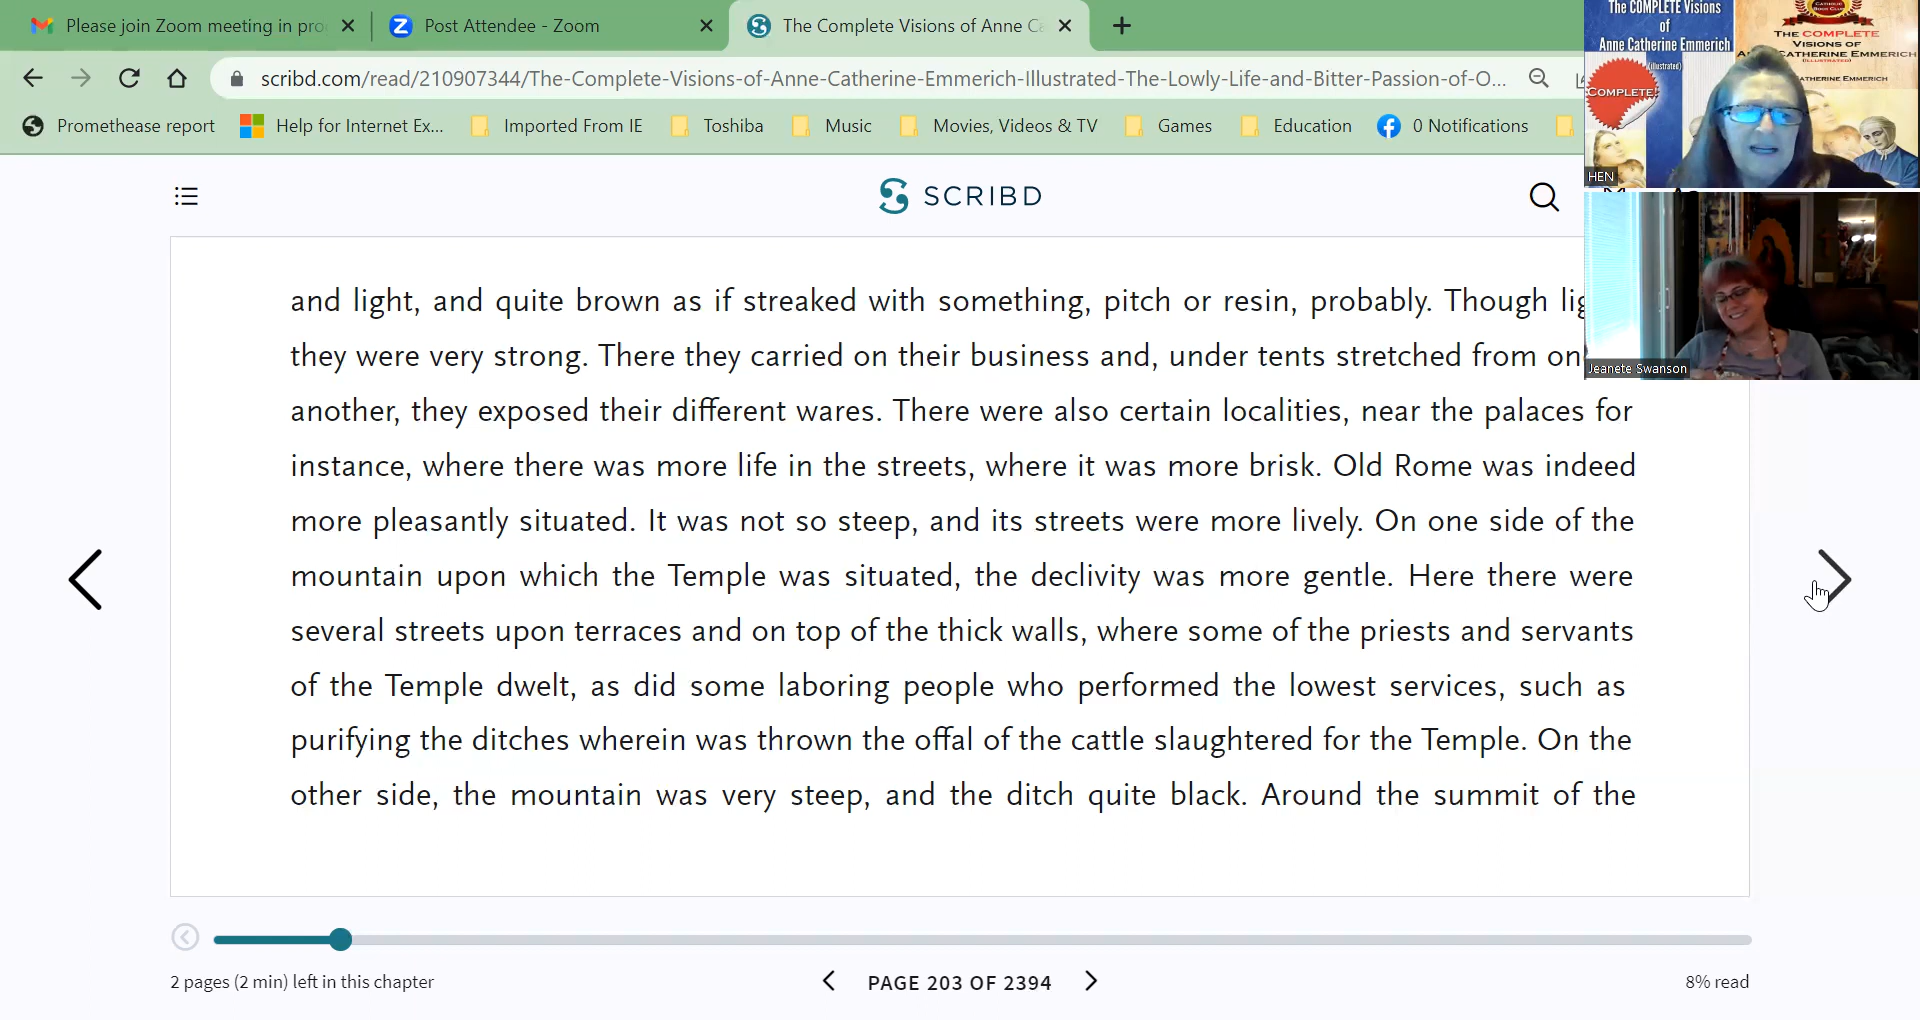 Please join Zoom meeting in pro
Post Attendee - Zoom
The Complete Visions of Anne Ca
scribd.com/read/210907344/The-Complete-Visions-of-Anne-Catherine-Emmerich-Illustrated-The-Lowly-Life-and-Bitter-Passion-of-O...
Promethease report
Help for Internet Ex...
Imported From IE
Toshiba
Music
Movies, Videos & TV
Games
Education
0 Notifications
The COMPLETE Visions
of
Anne Catherine Emmerich
(Illustrated)
COMPLETE!
THE COMPLETE
VISIONS OF
CATHERINE EMMERICH
HEN
Jeanete Swanson
SCRIBD
and light, and quite brown as if streaked with something, pitch or resin, probably. Though lig
they were very strong. There they carried on their business and, under tents stretched from on
another, they exposed their different wares. There were also certain localities, near the palaces for
instance, where there was more life in the streets, where it was more brisk. Old Rome was indeed
more pleasantly situated. It was not so steep, and its streets were more lively. On one side of the
mountain upon which the Temple was situated, the declivity was more gentle. Here there were
several streets upon terraces and on top of the thick walls, where some of the priests and servants
of the Temple dwelt, as did some laboring people who performed the lowest services, such as
purifying the ditches wherein was thrown the offal of the cattle slaughtered for the Temple. On the
other side, the mountain was very steep, and the ditch quite black. Around the summit of the
2 pages (2 min) left in this chapter
PAGE 203 OF 2394
8% read